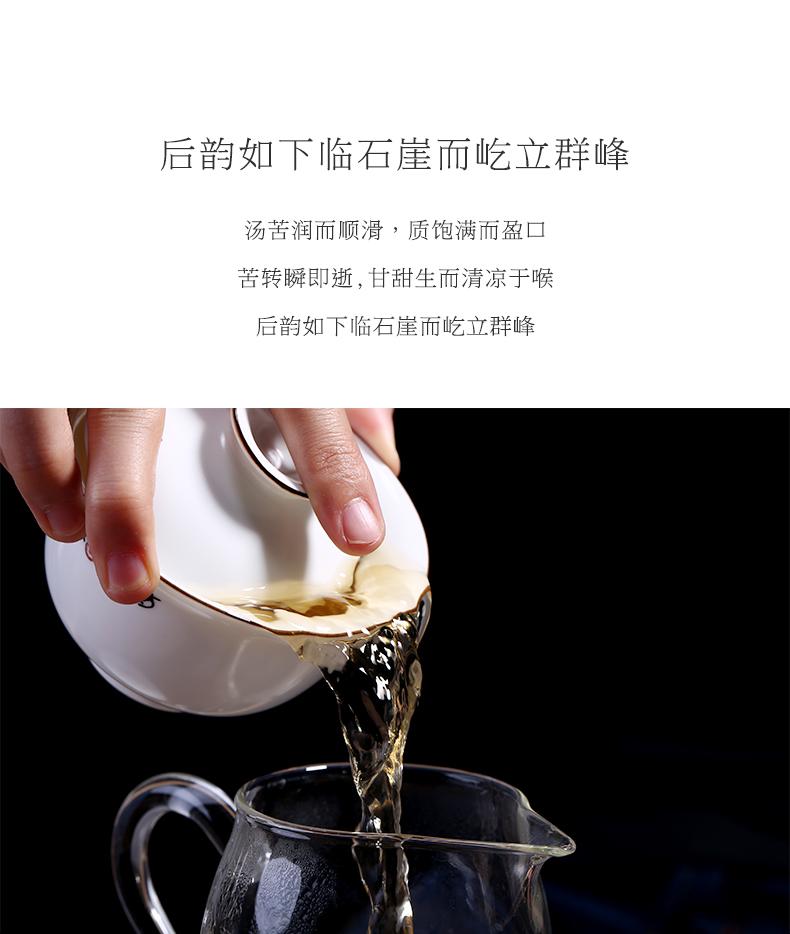 后韵如下临石崖而屹立群峰
汤苦润而顺滑，质饱满而盈口
苦转瞬即逝,甘甜生而清凉于喉
后韵如下临石崖而屹立群峰